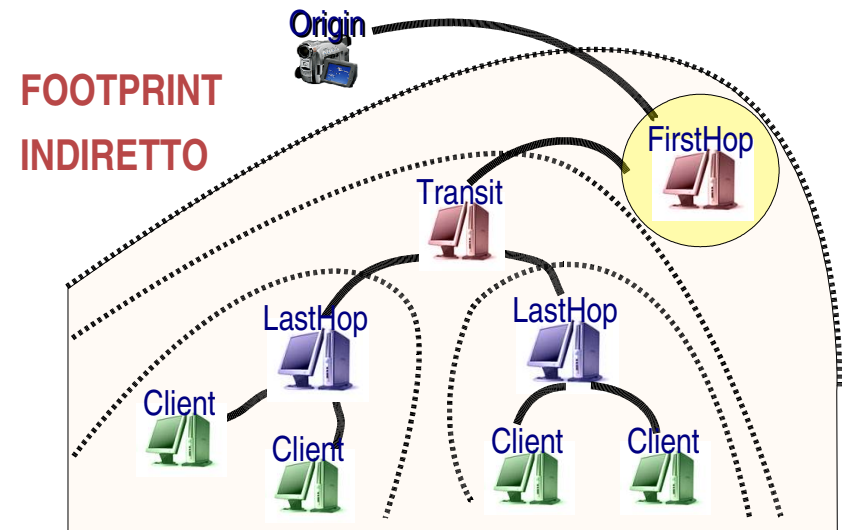 Origin
FOOTPRINT
INDIRETTO
FirstHop
Transit
LastHop
LastHop
Client
Client
Client
Client